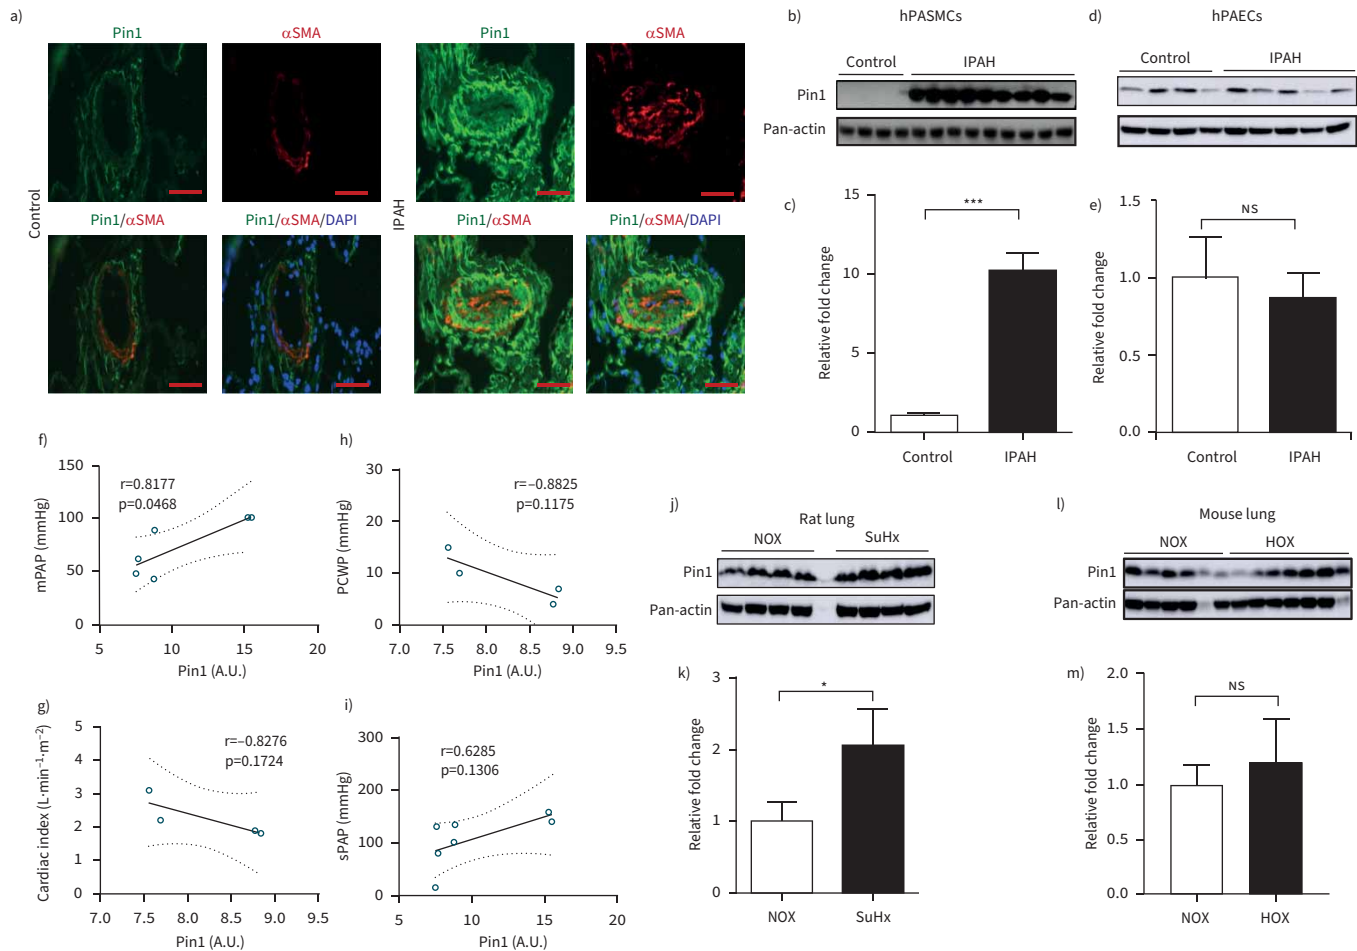 a)
Pin1
αSMA
Pin1
αSMA
Control
IPAH
Pin1/αSMA
Pin1/αSMA/DAPI
Pin1/αSMA
Pin1/αSMA/DAPI
b)
hPASMCs
Control
IPAH
Pin1
Pan-actin
d)
hPAECs
Control
IPAH
c)
Relative fold change
15
10
5
0
***
Control
IPAH
e)
Relative fold change
1.5
1.0
0.5
0.0
NS
Control
IPAH
f)
mPAP (mmHg)
150
100
50
0
r=0.8177
p=0.0468
5
10
15
20
Pin1 (A.U.)
h)
PCWP (mmHg)
30
20
10
0
r=–0.8825
p=0.1175
7.0
7.5
8.0
8.5
9.0
9.5
Pin1 (A.U.)
g)
Cardiac index (L·min⁻¹·m⁻²)
5
4
3
2
1
0
r=–0.8276
p=0.1724
7.0
7.5
8.0
8.5
9.0
9.5
Pin1 (A.U.)
i)
sPAP (mmHg)
300
200
100
0
r=0.6285
p=0.1306
5
10
15
20
Pin1 (A.U.)
j)
Rat lung
NOX
SuHx
Pin1
Pan-actin
k)
Relative fold change
3
2
1
0
*
NOX
SuHx
l)
Mouse lung
NOX
HOX
Pin1
Pan-actin
m)
Relative fold change
2.0
1.5
1.0
0.5
0.0
NS
NOX
HOX